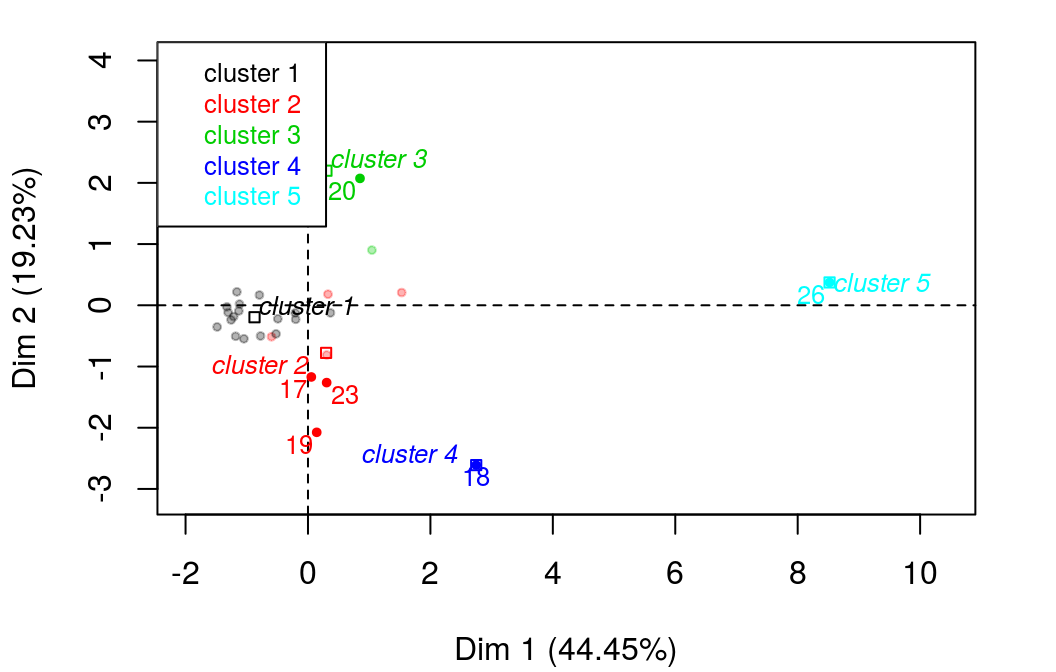 cluster 1
cluster 2
cluster 3
cluster 4
cluster 5
4
3
2
1
0
-1
-2
-3
Dim 2 (19.23%)
cluster 3
20
cluster 5
26
cluster 1
cluster 2
17
23
19
cluster 4
18
-2 0 2 4 6 8 10
Dim 1 (44.45%)